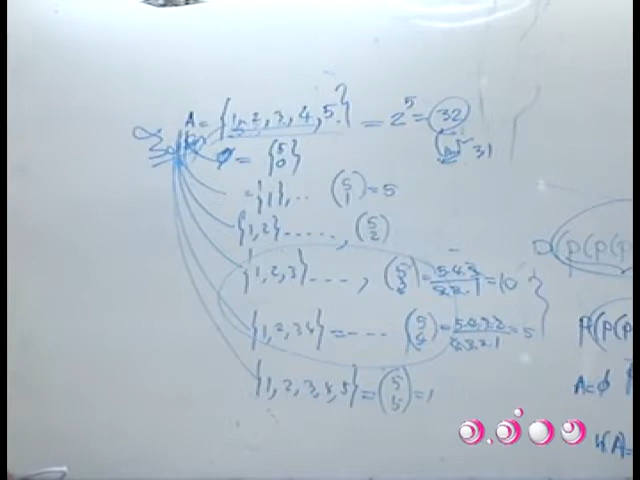 A = {1, 2, 3, 4, 5} = 2^5 = 32
31
φ = {5 0}
= {1}, .. (5 1) = 5
{1, 2} ....., (5 2)
{1, 2, 3} ...., (5 3) = 5.4.3/3.2.1 = 10
{1, 2, 3 4} = .... (5 4) = 5.4.3.2/4.3.2.1 = 5
{1, 2, 3, 4, 5} = (5 5) = 1
(P(P(P
P(P(P
A = φ